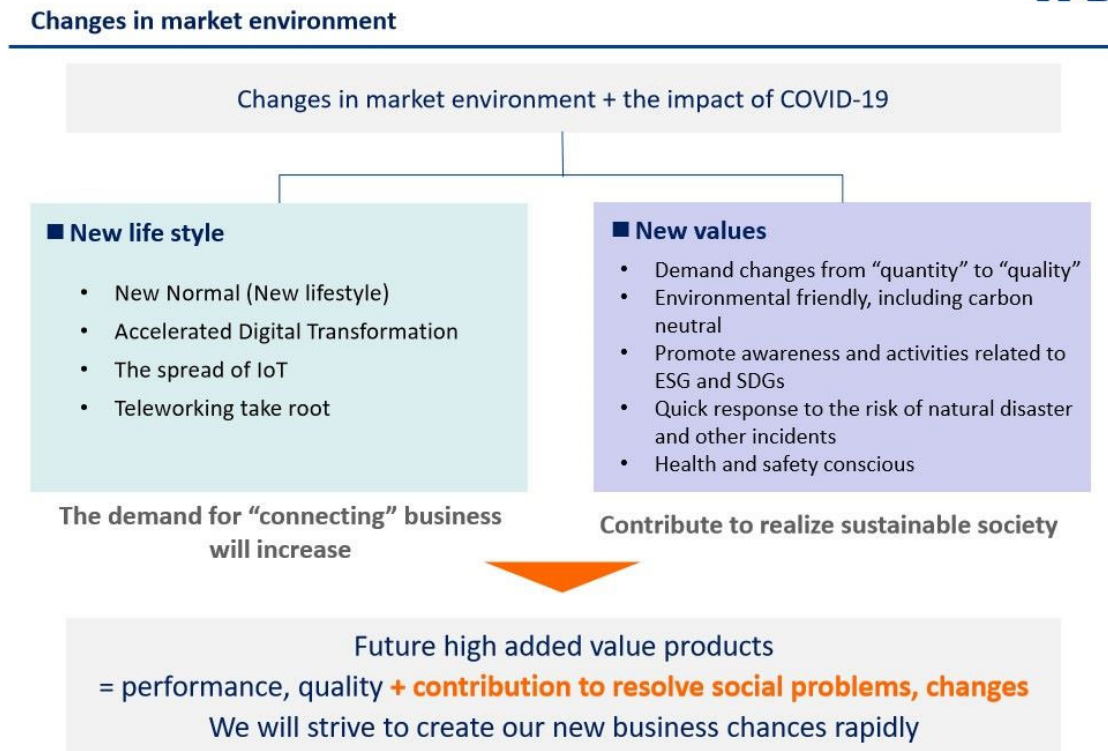 Changes in market environment
Changes in market environment + the impact of COVID-19
■ New life style
• New Normal (New lifestyle)
• Accelerated Digital Transformation
• The spread of IoT
• Teleworking take root
The demand for “connecting” business
will increase
■ New values
• Demand changes from “quantity” to “quality”
• Environmental friendly, including carbon
neutral
• Promote awareness and activities related to
ESG and SDGs
• Quick response to the risk of natural disaster
and other incidents
• Health and safety conscious
Contribute to realize sustainable society
Future high added value products
= performance, quality + contribution to resolve social problems, changes
We will strive to create our new business chances rapidly